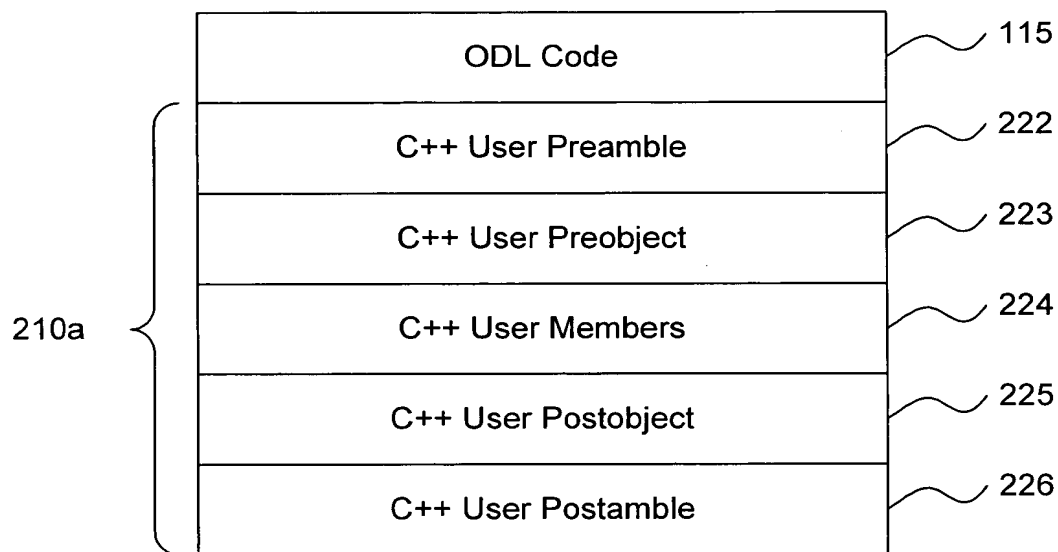 ODL Code 115
C++ User Preamble 222
C++ User Preobject 223
210a C++ User Members 224
C++ User Postobject 225
C++ User Postamble 226